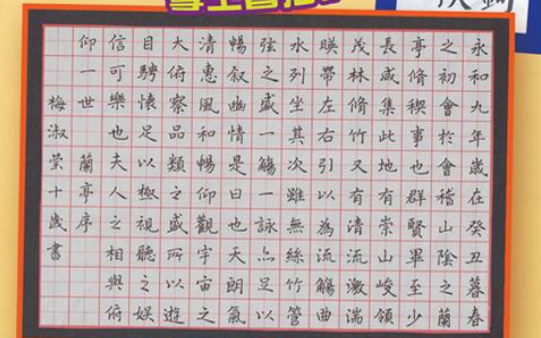 永和九年歲在癸丑暮春
之初會於會稽山陰之蘭
亭脩稧事也群賢畢至少
長咸集此地有崇山峻領
茂林脩竹又有清流激湍
暎帶左右引以為流觴曲
水列坐其次雖無絲竹管
弦之盛一觴一詠亦足以
暢叙幽情是日也天朗氣
清惠風和暢仰觀宇宙之
大俯察品類之盛所以遊
目騁懷足以極視聽之娛
信可樂也夫人之相與俯
仰一世 蘭亭序
梅淑瑩十歲書